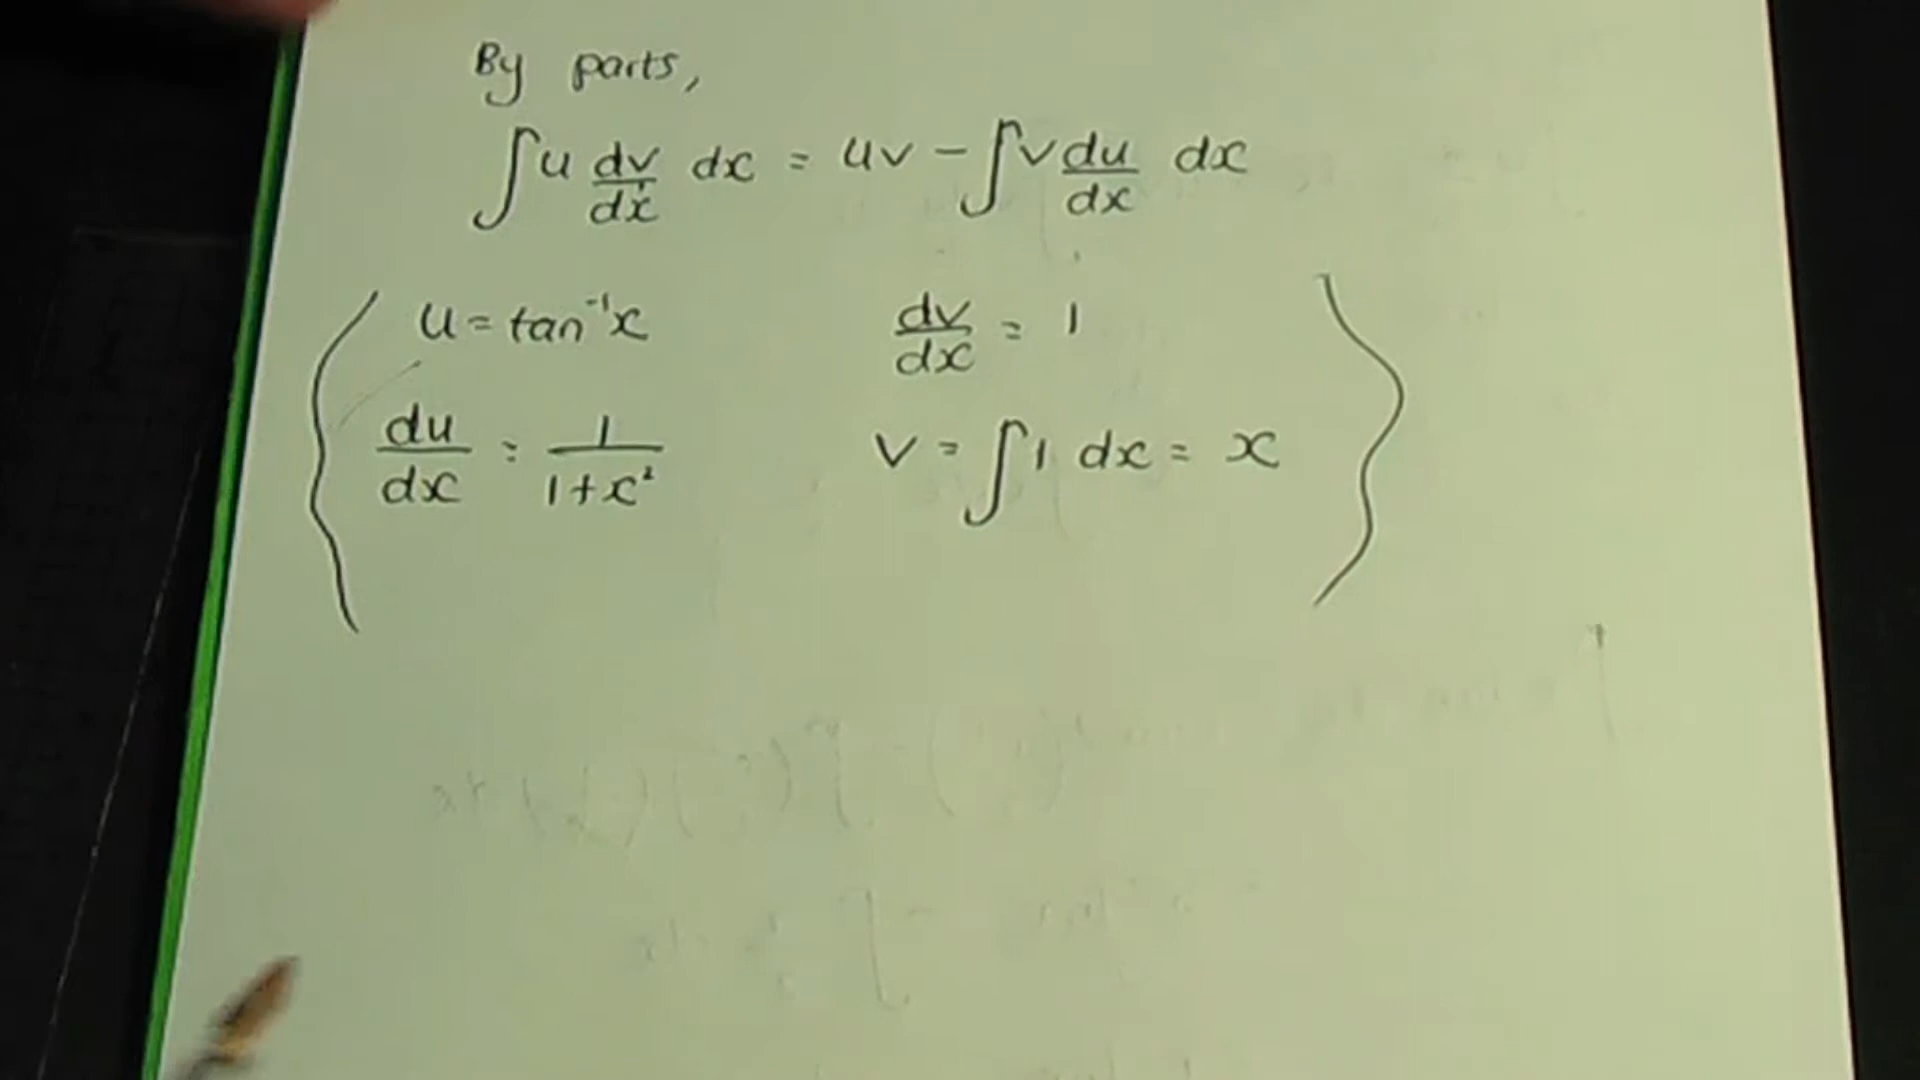 By parts,
∫ u dv/dx dx = uv − ∫ v du/dx dx
u = tan⁻¹x dv/dx = 1
du/dx = 1/1+x² v = ∫ 1 dx = x